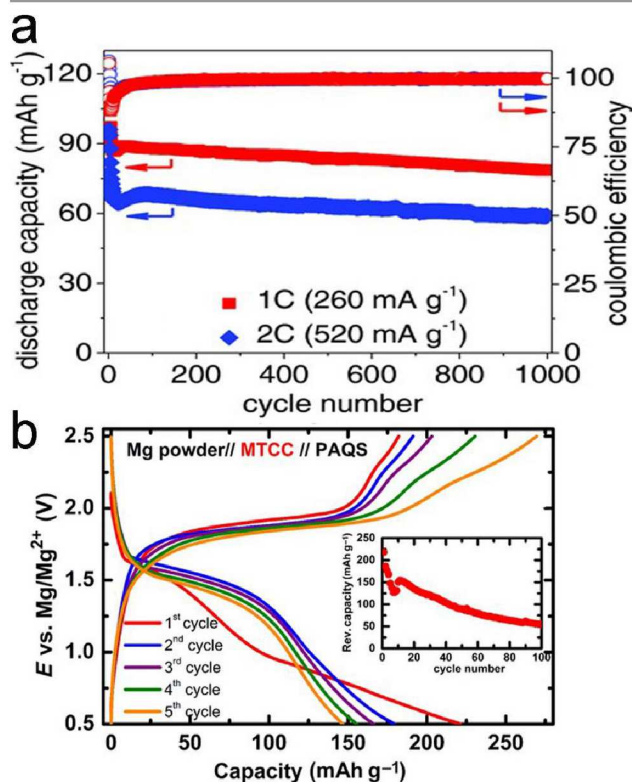 a
discharge capacity (mAh g⁻¹)
120
90
60
30
0
100
75
50
25
0
coulombic efficiency
1C (260 mA g⁻¹)
2C (520 mA g⁻¹)
0 200 400 600 800 1000
cycle number
b
E vs. Mg/Mg²⁺ (V)
2.5
2.0
1.5
1.0
0.5
Mg powder// MTCC // PAQS
1ˢᵗ cycle
2ⁿᵈ cycle
3ʳᵈ cycle
4ᵗʰ cycle
5ᵗʰ cycle
Rev. capacity (mAh g⁻¹)
250
200
150
100
50
0
0 20 40 60 80 100
cycle number
0 50 100 150 200 250
Capacity (mAh g⁻¹)